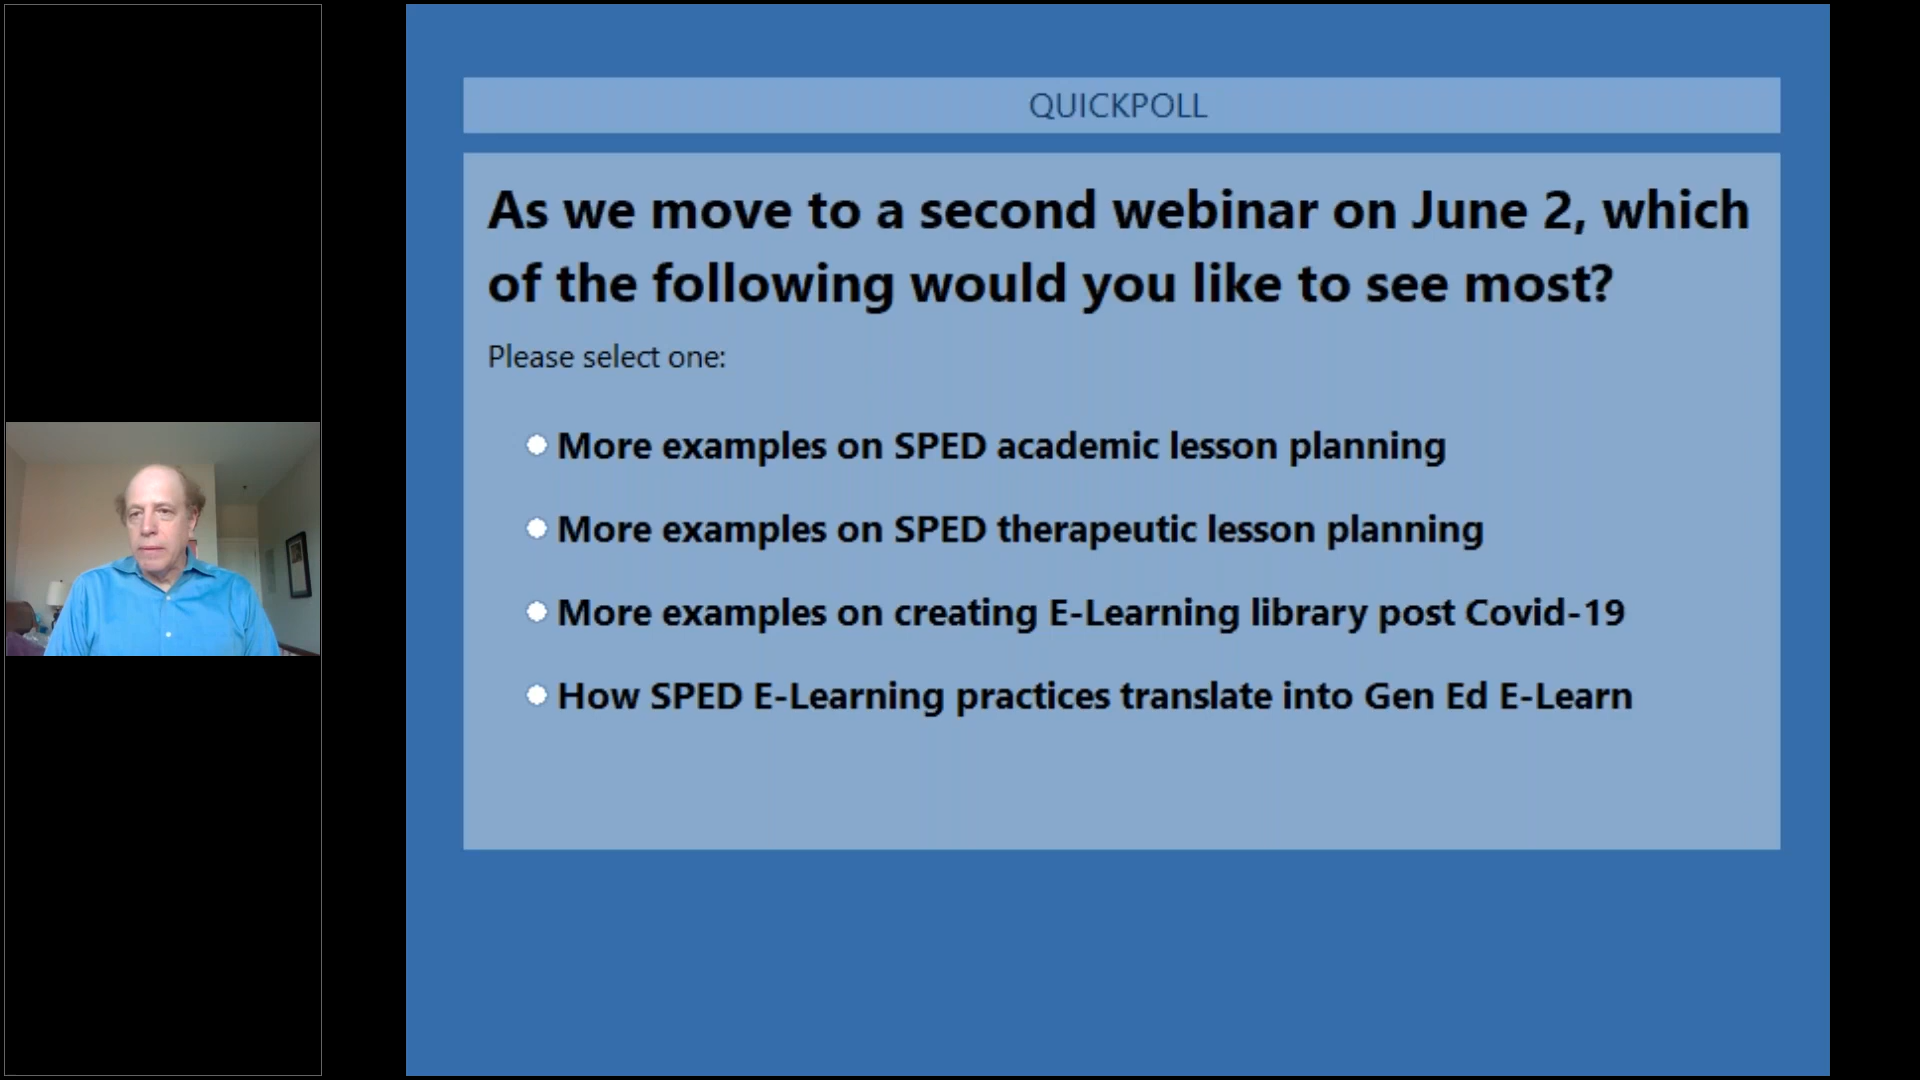 QUICKPOLL
As we move to a second webinar on June 2, which
of the following would you like to see most?
Please select one:
More examples on SPED academic lesson planning
More examples on SPED therapeutic lesson planning
More examples on creating E-Learning library post Covid-19
How SPED E-Learning practices translate into Gen Ed E-Learn